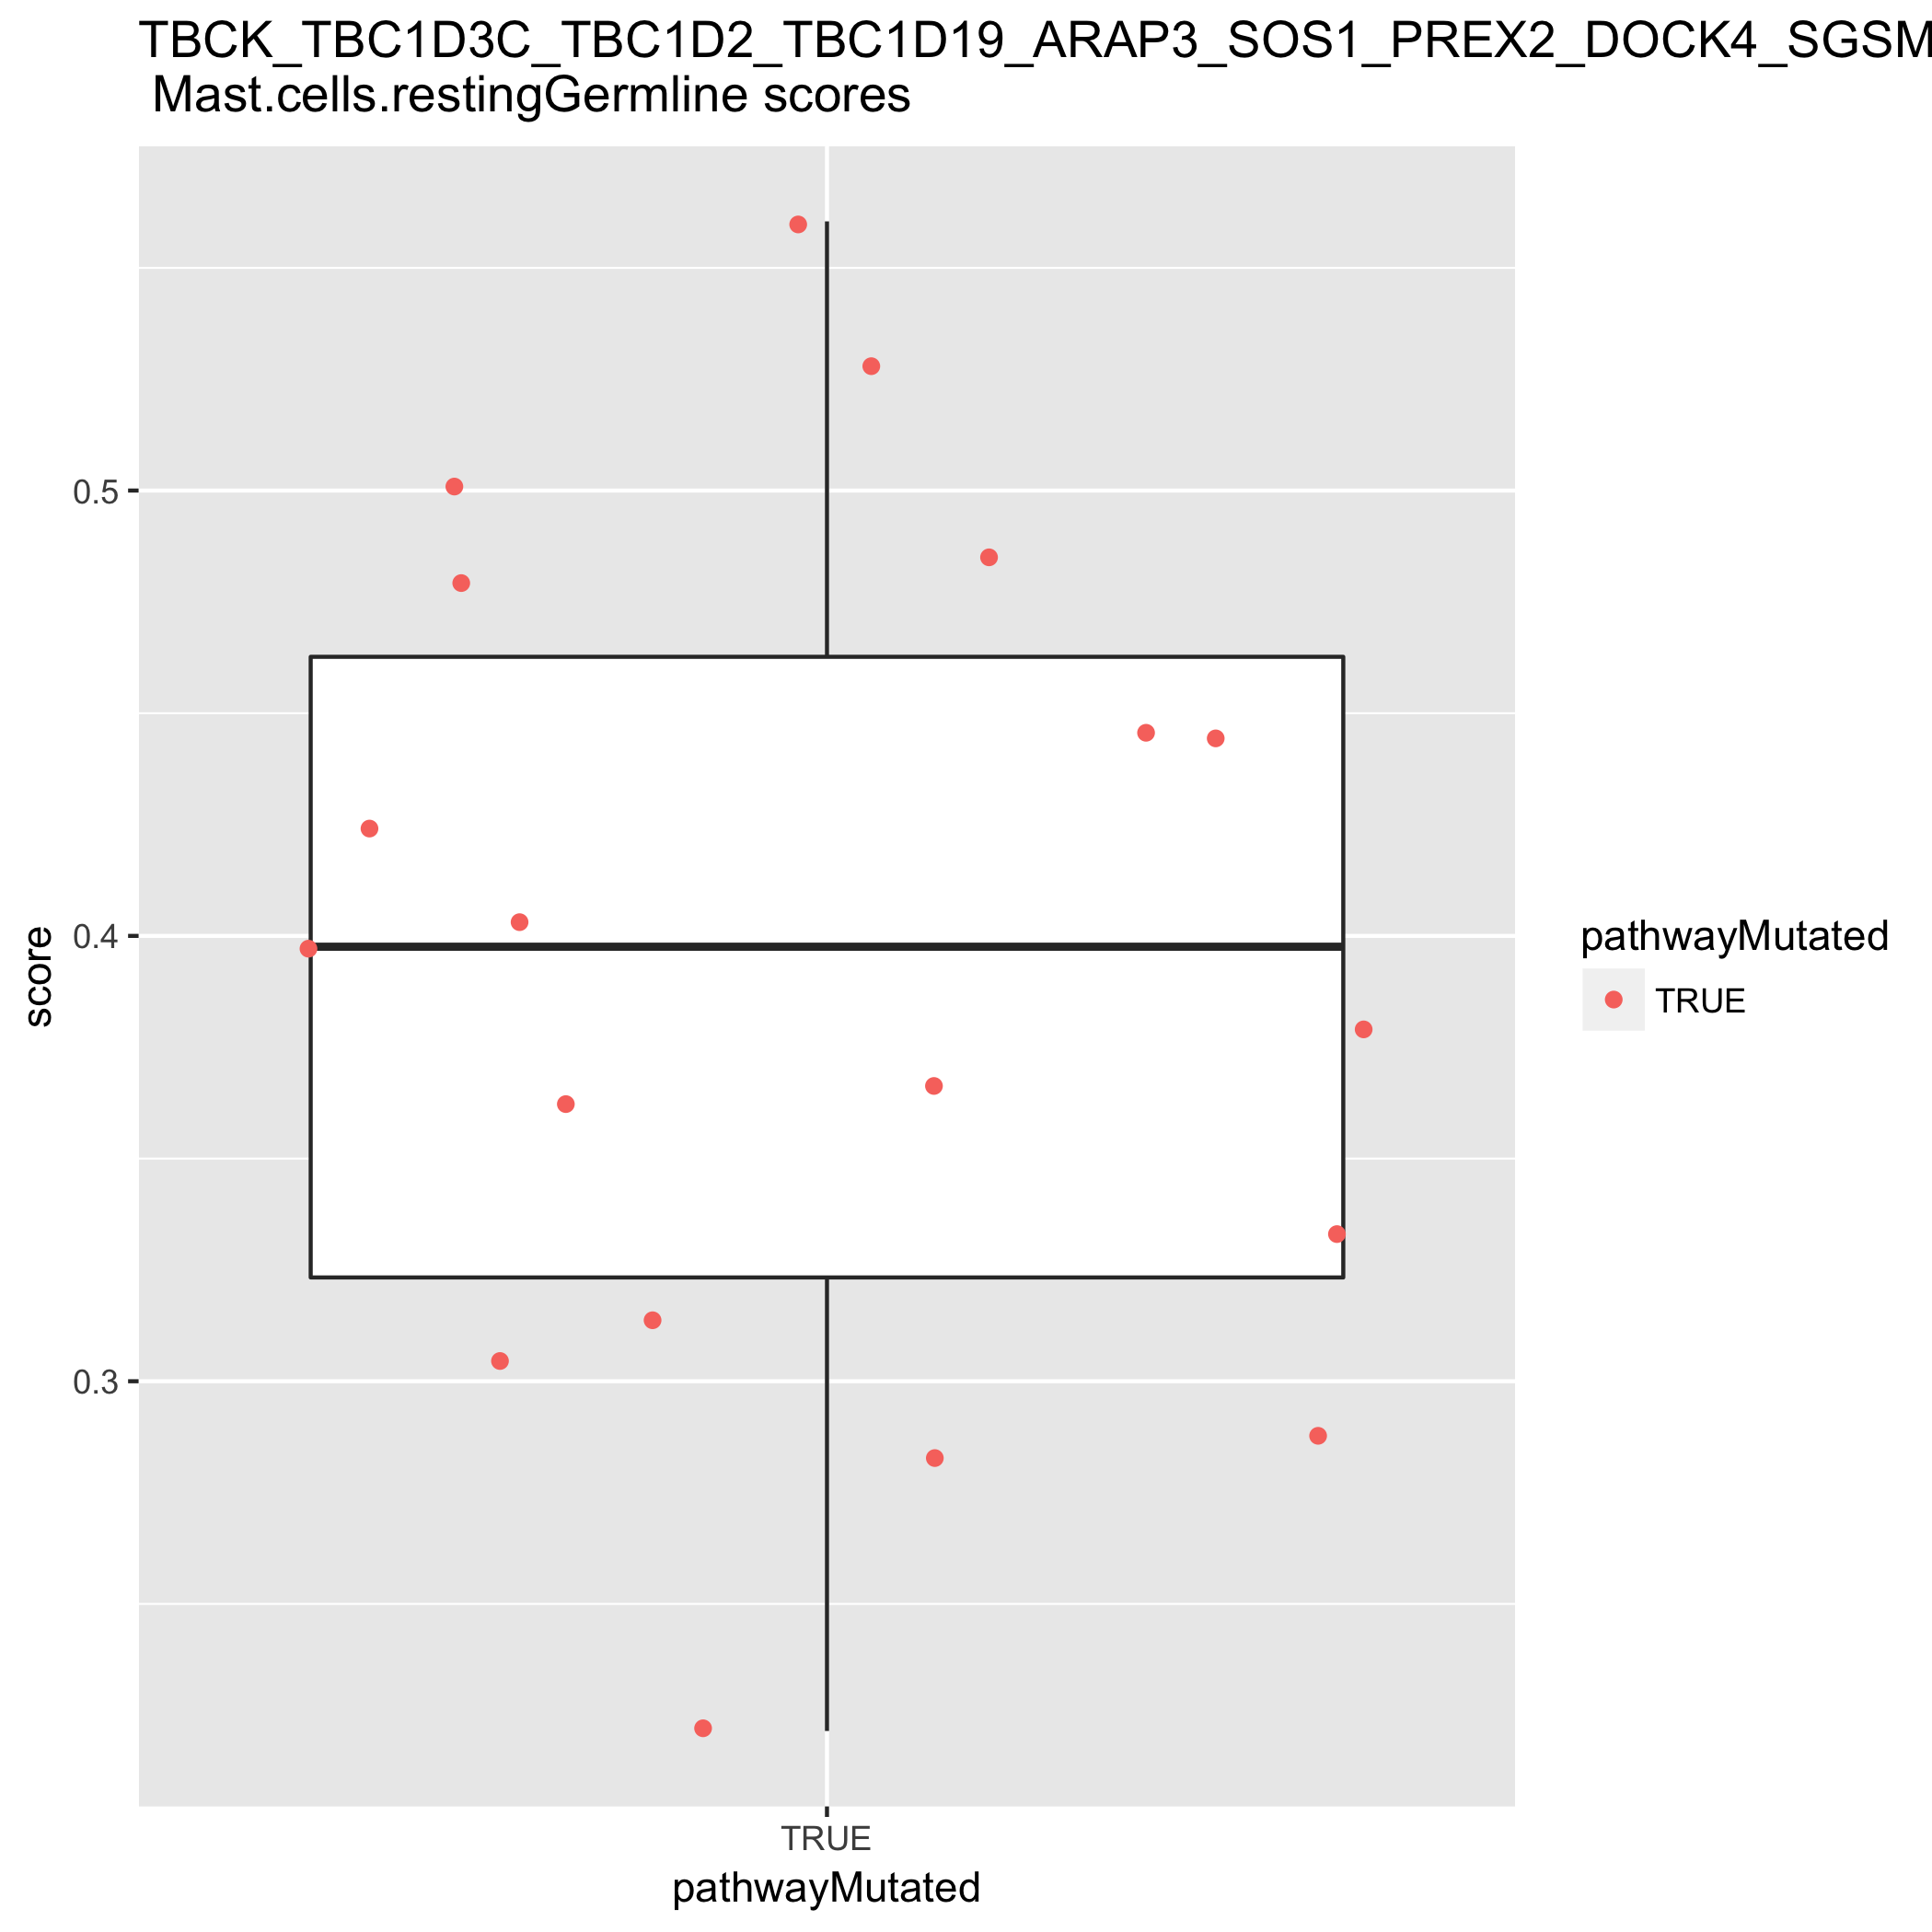 TBCK_TBC1D3C_TBC1D2_TBC1D19_ARAP3_SOS1_PREX2_DOCK4_SGSM
Mast.cells.restingGermline scores
0.5
0.4
0.3
score
TRUE
pathwayMutated
pathwayMutated
TRUE